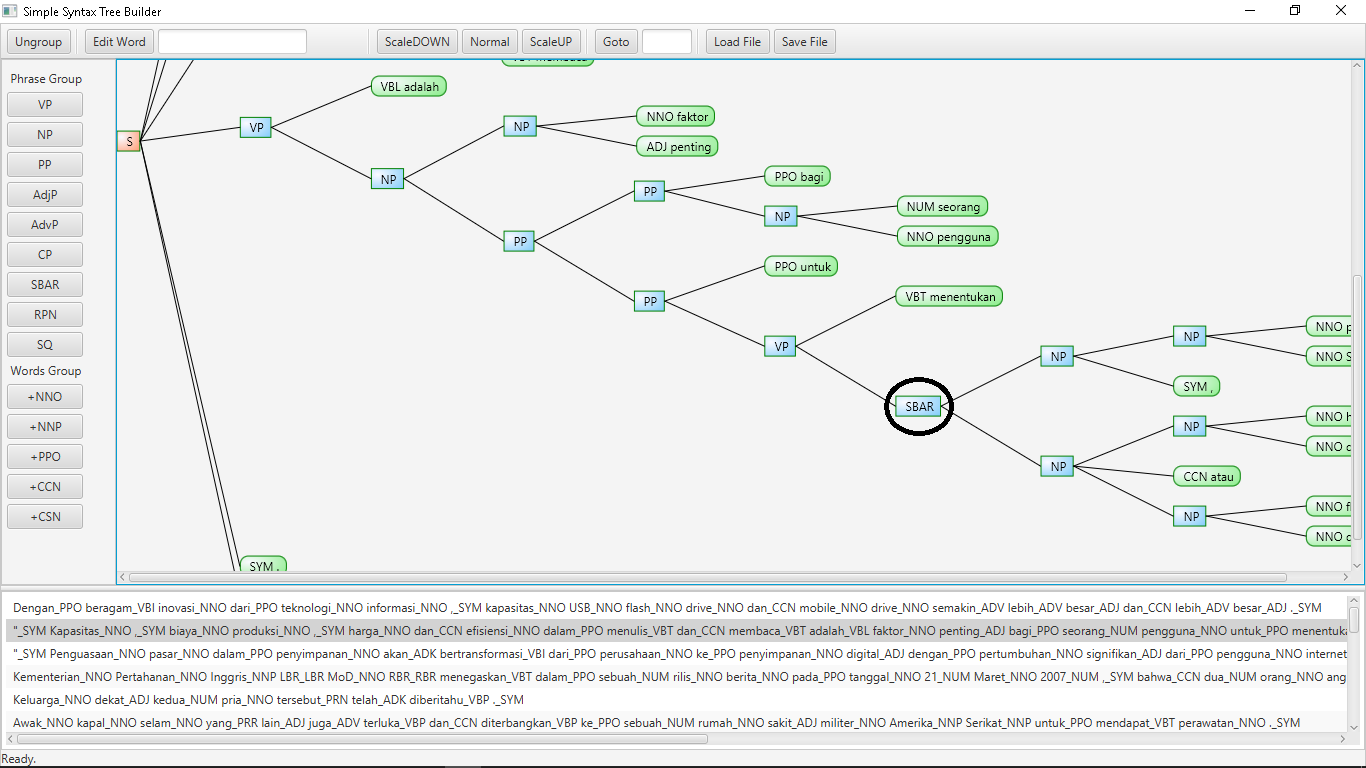 Simple Syntax Tree Builder
Ungroup Edit Word ScaleDOWN Normal ScaleUP Goto Load File Save File
Phrase Group
VP
NP
PP
AdjP
AdvP
CP
SBAR
RPN
SQ
Words Group
+NNO
+NNP
+PPO
+CCN
+CSN
VBT membaca
VBL adalah
S
VP
NP
NP
NNO faktor
ADJ penting
PP
PP
PPO bagi
NP
NUM seorang
NNO pengguna
PP
PPO untuk
VP
VBT menentukan
SBAR
NP
NP
NNO p
NNO S
SYM ,
NP
NP
NNO h
NNO d
CCN atau
NP
NNO fl
NNO d
SYM .
Dengan_PPO beragam_VBI inovasi_NNO dari_PPO teknologi_NNO informasi_NNO ,_SYM kapasitas_NNO USB_NNO flash_NNO drive_NNO dan_CCN mobile_NNO drive_NNO semakin_ADV lebih_ADV besar_ADJ dan_CCN lebih_ADV besar_ADJ ._SYM
"_SYM Kapasitas_NNO ,_SYM biaya_NNO produksi_NNO ,_SYM harga_NNO dan_CCN efisiensi_NNO dalam_PPO menulis_VBT dan_CCN membaca_VBT adalah_VBL faktor_NNO penting_ADJ bagi_PPO seorang_NUM pengguna_NNO untuk_PPO menentuka
"_SYM Penguasaan_NNO pasar_NNO dalam_PPO penyimpanan_NNO akan_ADK bertransformasi_VBI dari_PPO perusahaan_NNO ke_PPO penyimpanan_NNO digital_ADJ dengan_PPO pertumbuhan_NNO signifikan_ADJ dari_PPO pengguna_NNO internet
Kementerian_NNO Pertahanan_NNO Inggris_NNP LBR_LBR MoD_NNO RBR_RBR menegaskan_VBT dalam_PPO sebuah_NUM rilis_NNO berita_NNO pada_PPO tanggal_NNO 21_NUM Maret_NNO 2007_NUM ,_SYM bahwa_CCN dua_NUM orang_NNO ang
Keluarga_NNO dekat_ADJ kedua_NUM pria_NNO tersebut_PRN telah_ADK diberitahu_VBP ._SYM
Awak_NNO kapal_NNO selam_NNO yang_PRR lain_ADJ juga_ADV terluka_VBP dan_CCN diterbangkan_VBP ke_PPO sebuah_NUM rumah_NNO sakit_ADJ militer_NNO Amerika_NNP Serikat_NNP untuk_PPO mendapat_VBT perawatan_NNO ._SYM
Ready.